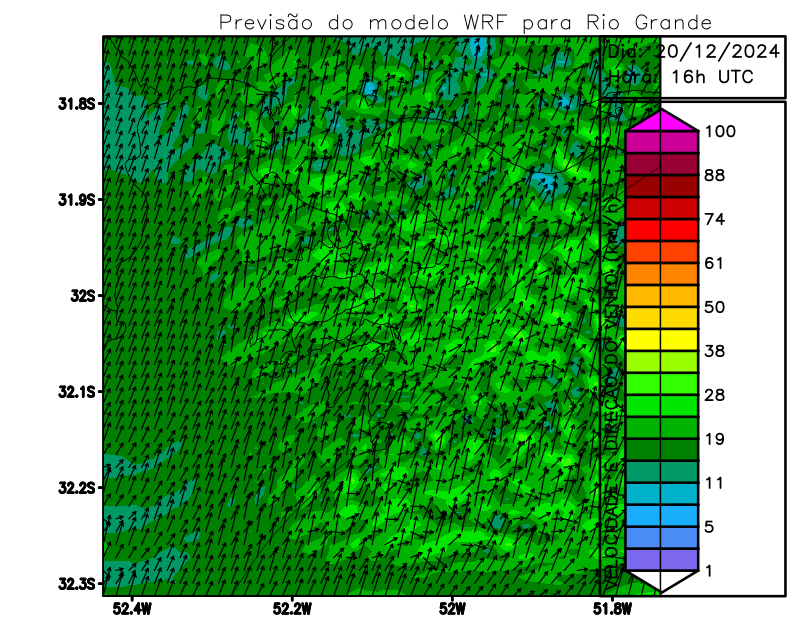 Previsão do modelo WRF para Rio Grande
Dia: 20/12/2024
Hora: 16h UTC
31.8S
31.9S
32S
32.1S
32.2S
32.3S
52.4W
52.2W
52W
51.8W
VELOCIDADE E DIREÇÃO DO VENTO (km/h)
100
88
74
61
50
38
28
19
11
5
1